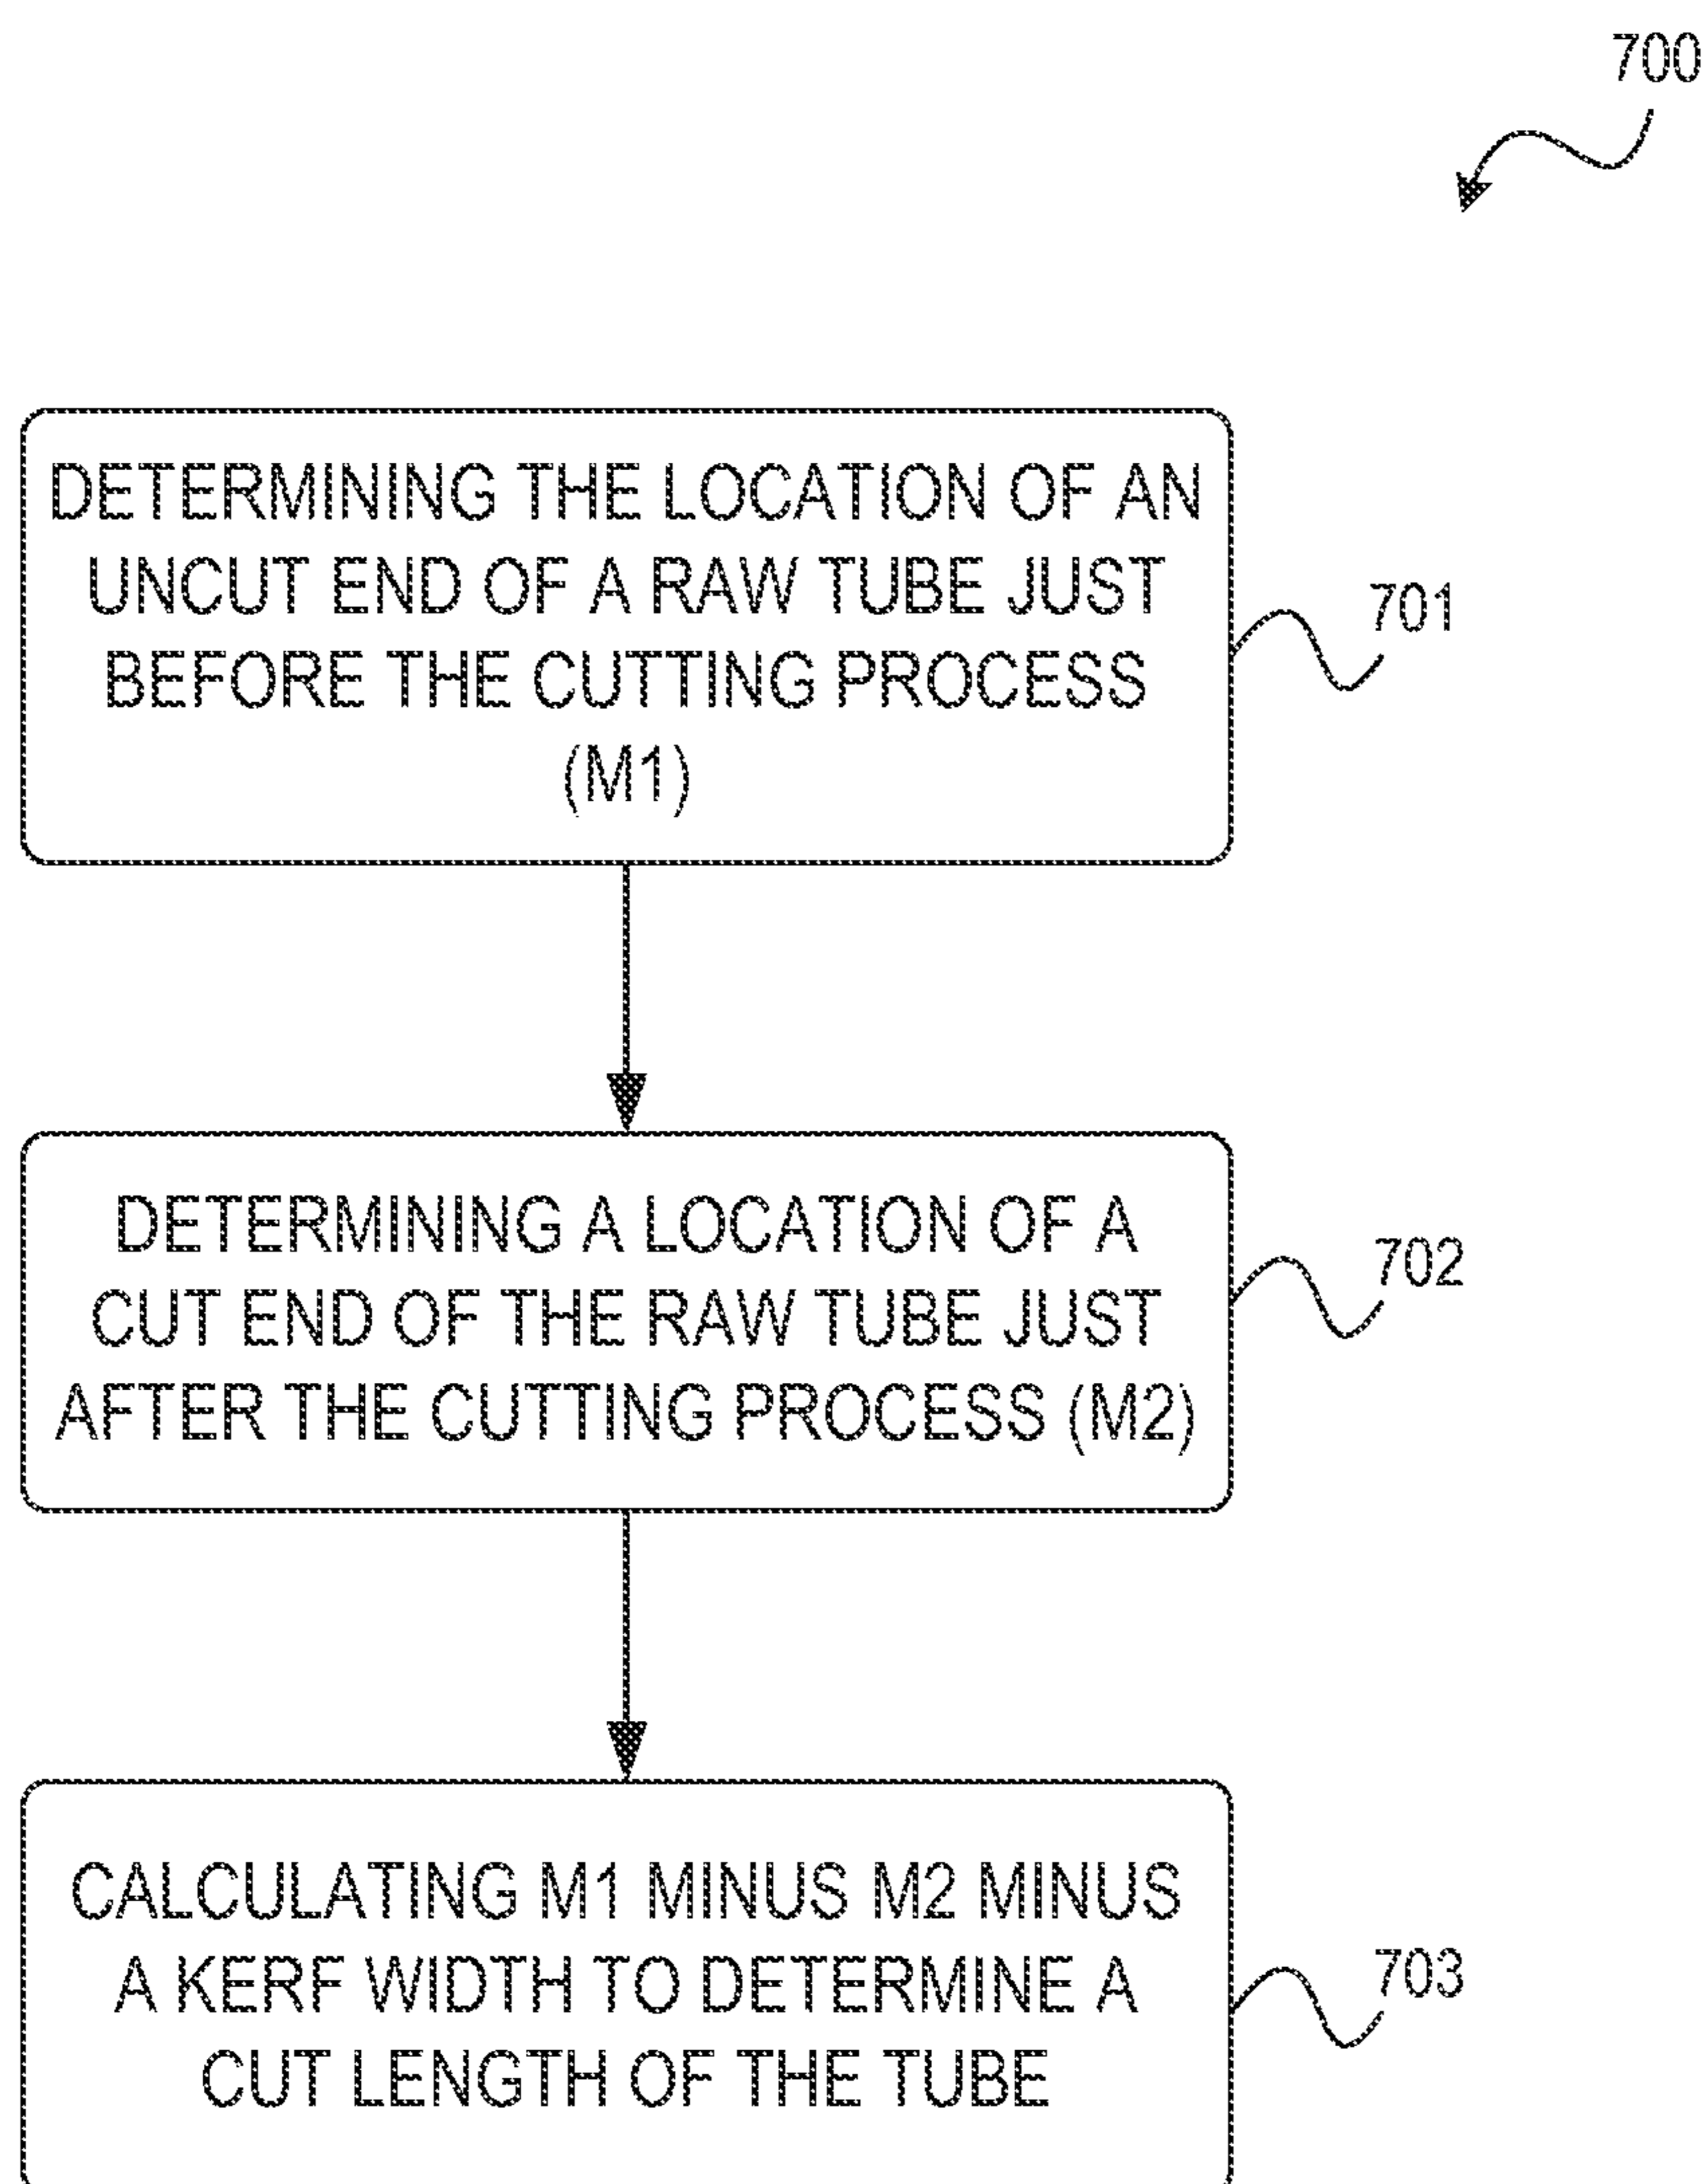 700
DETERMINING THE LOCATION OF AN
UNCUT END OF A RAW TUBE JUST
BEFORE THE CUTTING PROCESS
(M1)
701
DETERMINING A LOCATION OF A
CUT END OF THE RAW TUBE JUST
AFTER THE CUTTING PROCESS (M2)
702
CALCULATING M1 MINUS M2 MINUS
A KERF WIDTH TO DETERMINE A
CUT LENGTH OF THE TUBE
703